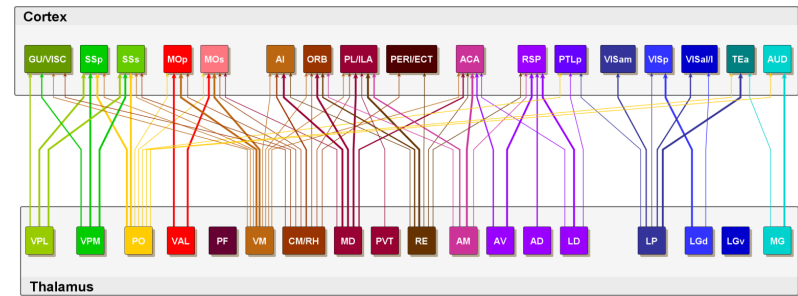 Cortex
GU/VISC SSp SSs MOp MOs AI ORB PL/ILA PERI/ECT ACA RSP PTLp VISam VISp VISal/l TEa AUD
VPL VPM PO VAL PF VM CM/RH MD PVT RE AM AV AD LD LP LGd LGv MG
Thalamus